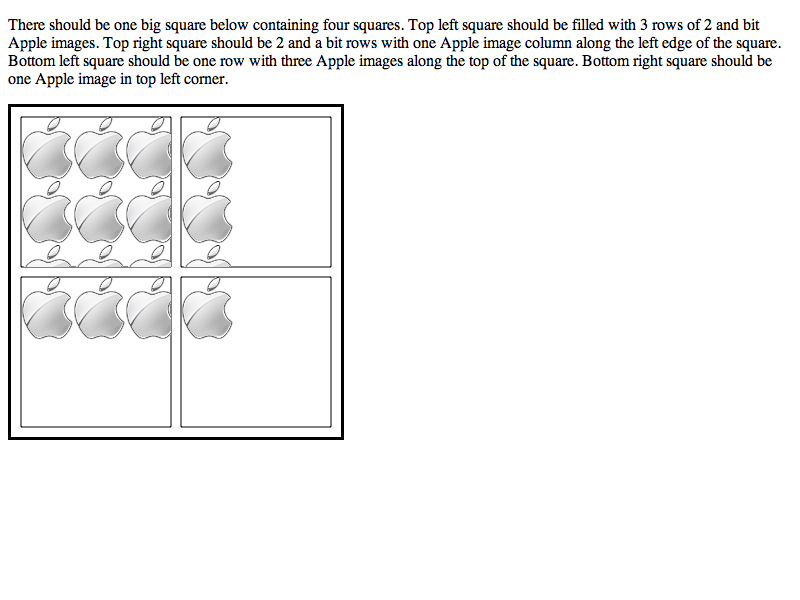 There should be one big square below containing four squares. Top left square should be filled with 3 rows of 2 and bit
Apple images. Top right square should be 2 and a bit rows with one Apple image column along the left edge of the square.
Bottom left square should be one row with three Apple images along the top of the square. Bottom right square should be
one Apple image in top left corner.